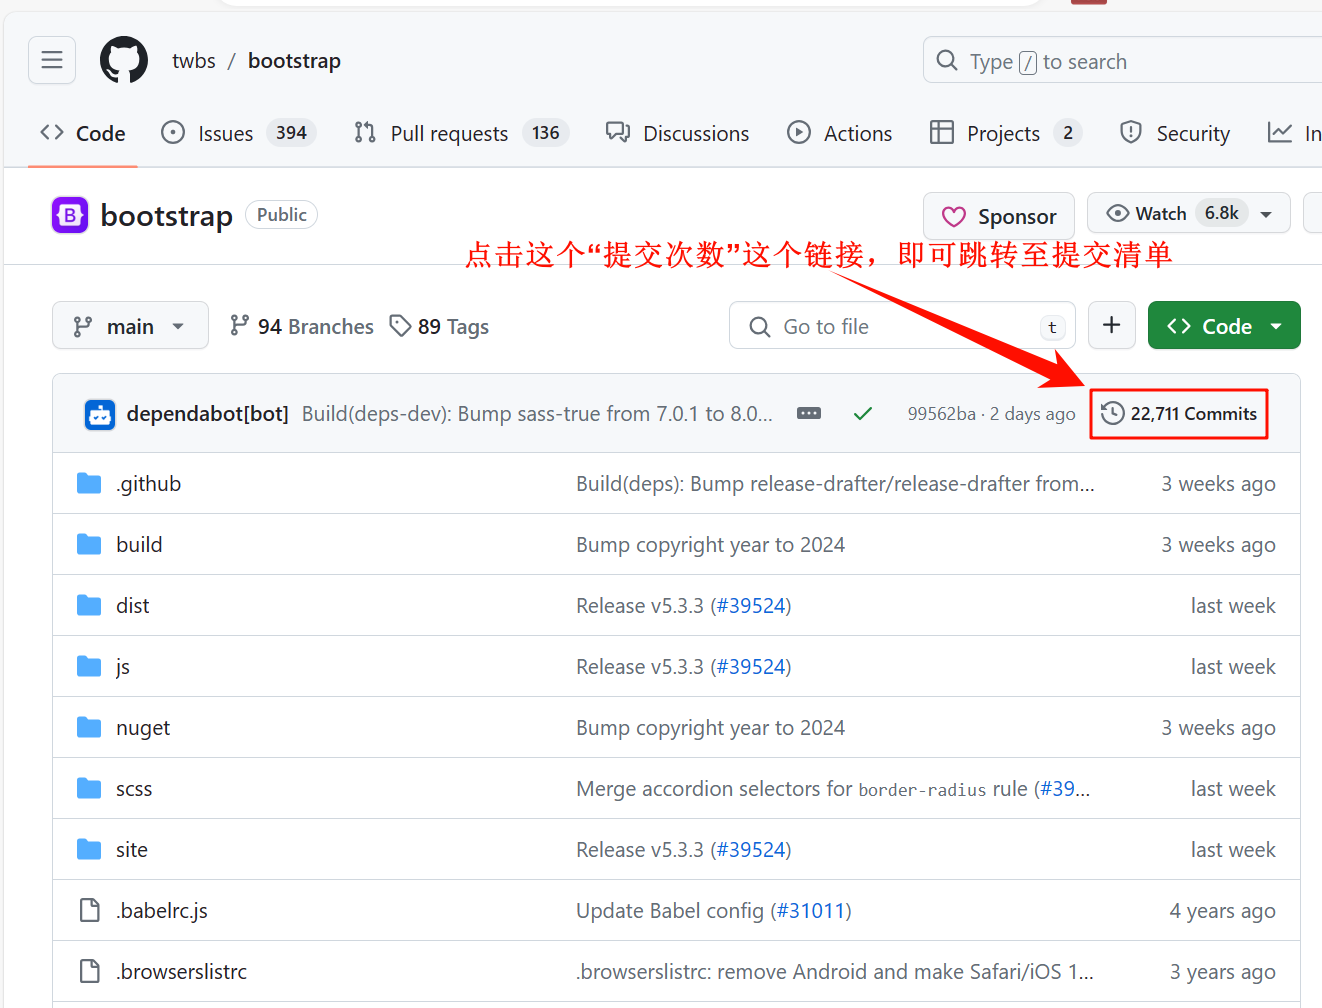 twbs / bootstrap
Type / to search
Code
Issues 394
Pull requests 136
Discussions
Actions
Projects 2
Security
In
bootstrap Public
Sponsor
Watch 6.8k
点击这个“提交次数”这个链接，即可跳转至提交清单
main
94 Branches
89 Tags
Go to file t
Code
dependabot[bot] Build(deps-dev): Bump sass-true from 7.0.1 to 8.0... 99562ba · 2 days ago 22,711 Commits
.github Build(deps): Bump release-drafter/release-drafter from... 3 weeks ago
build Bump copyright year to 2024 3 weeks ago
dist Release v5.3.3 (#39524) last week
js Release v5.3.3 (#39524) last week
nuget Bump copyright year to 2024 3 weeks ago
scss Merge accordion selectors for border-radius rule (#39... last week
site Release v5.3.3 (#39524) last week
.babelrc.js Update Babel config (#31011) 4 years ago
.browserslistrc .browserslistrc: remove Android and make Safari/iOS 1... 3 years ago